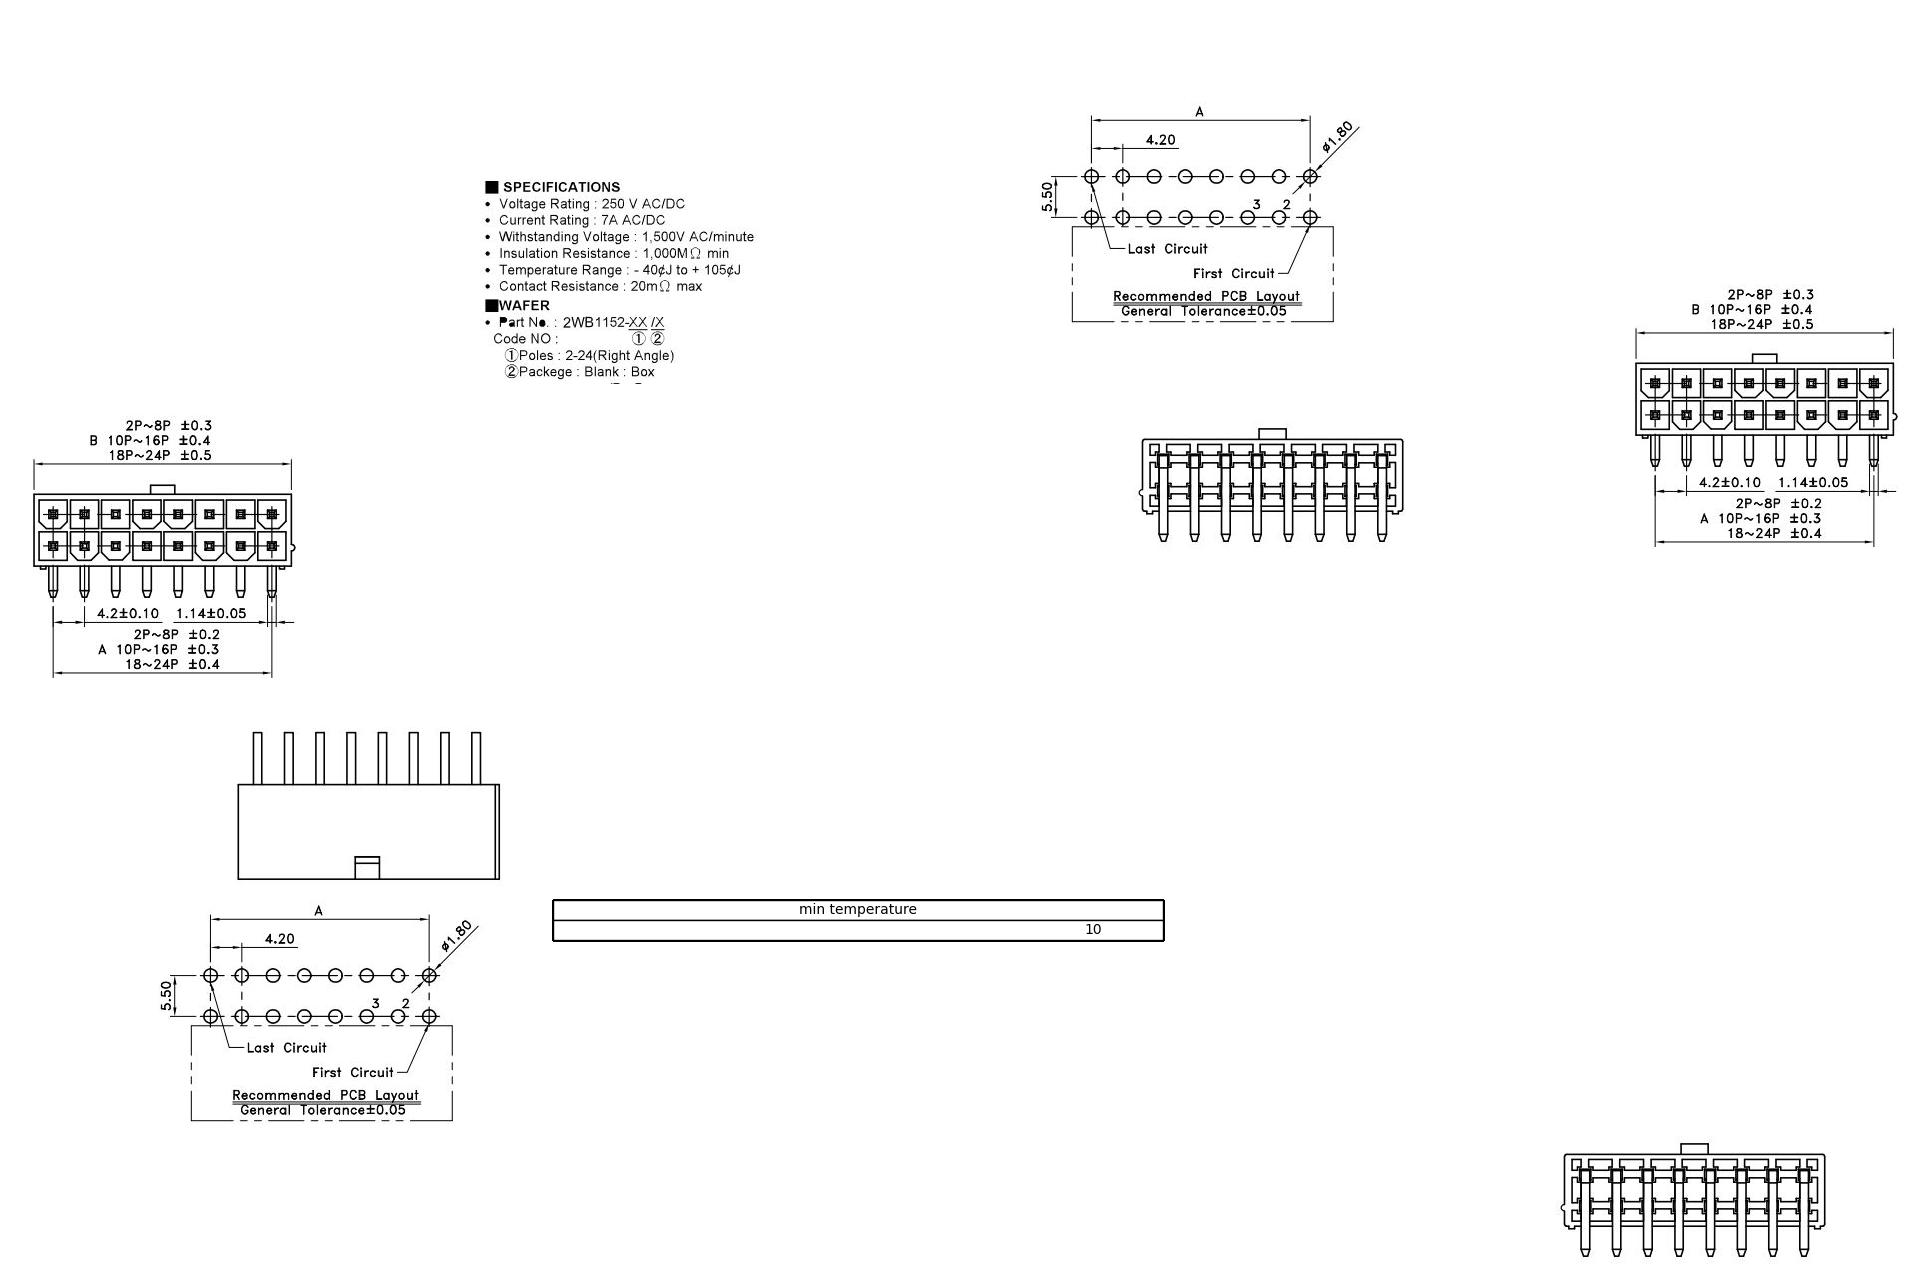 A
4.20
ø1.80
5.50
3 2
Last Circuit
First Circuit
Recommended PCB Layout
General Tolerance±0.05
■ SPECIFICATIONS
• Voltage Rating : 250 V AC/DC
• Current Rating : 7A AC/DC
• Withstanding Voltage : 1,500V AC/minute
• Insulation Resistance : 1,000MΩ min
• Temperature Range : - 40¢J to + 105¢J
• Contact Resistance : 20mΩ max
■WAFER
• Part No. : 2WB1152-XX /X
Code NO : ① ②
①Poles : 2-24(Right Angle)
②Packege : Blank : Box
2P~8P ±0.3
B 10P~16P ±0.4
18P~24P ±0.5
4.2±0.10 1.14±0.05
2P~8P ±0.2
A 10P~16P ±0.3
18~24P ±0.4
2P~8P ±0.3
B 10P~16P ±0.4
18P~24P ±0.5
4.2±0.10 1.14±0.05
2P~8P ±0.2
A 10P~16P ±0.3
18~24P ±0.4
min temperature
10
A
4.20
ø1.80
5.50
3 2
Last Circuit
First Circuit
Recommended PCB Layout
General Tolerance±0.05